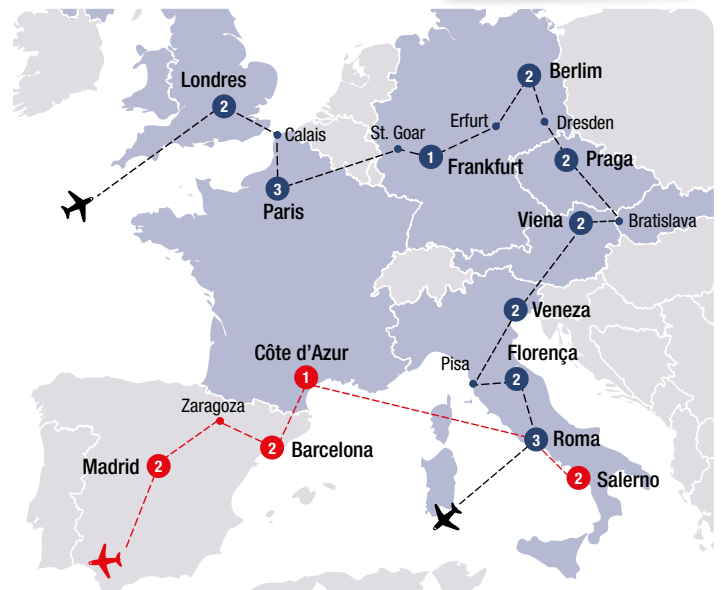 Londres
2
Calais
3
Paris
St. Goar
1
Frankfurt
Erfurt
2
Berlim
Dresden
2
Praga
Viena
2
Bratislava
2
Veneza
Pisa
Florença
2
3
Roma
2
Salerno
Côte d’Azur
1
Zaragoza
2
Barcelona
Madrid
2